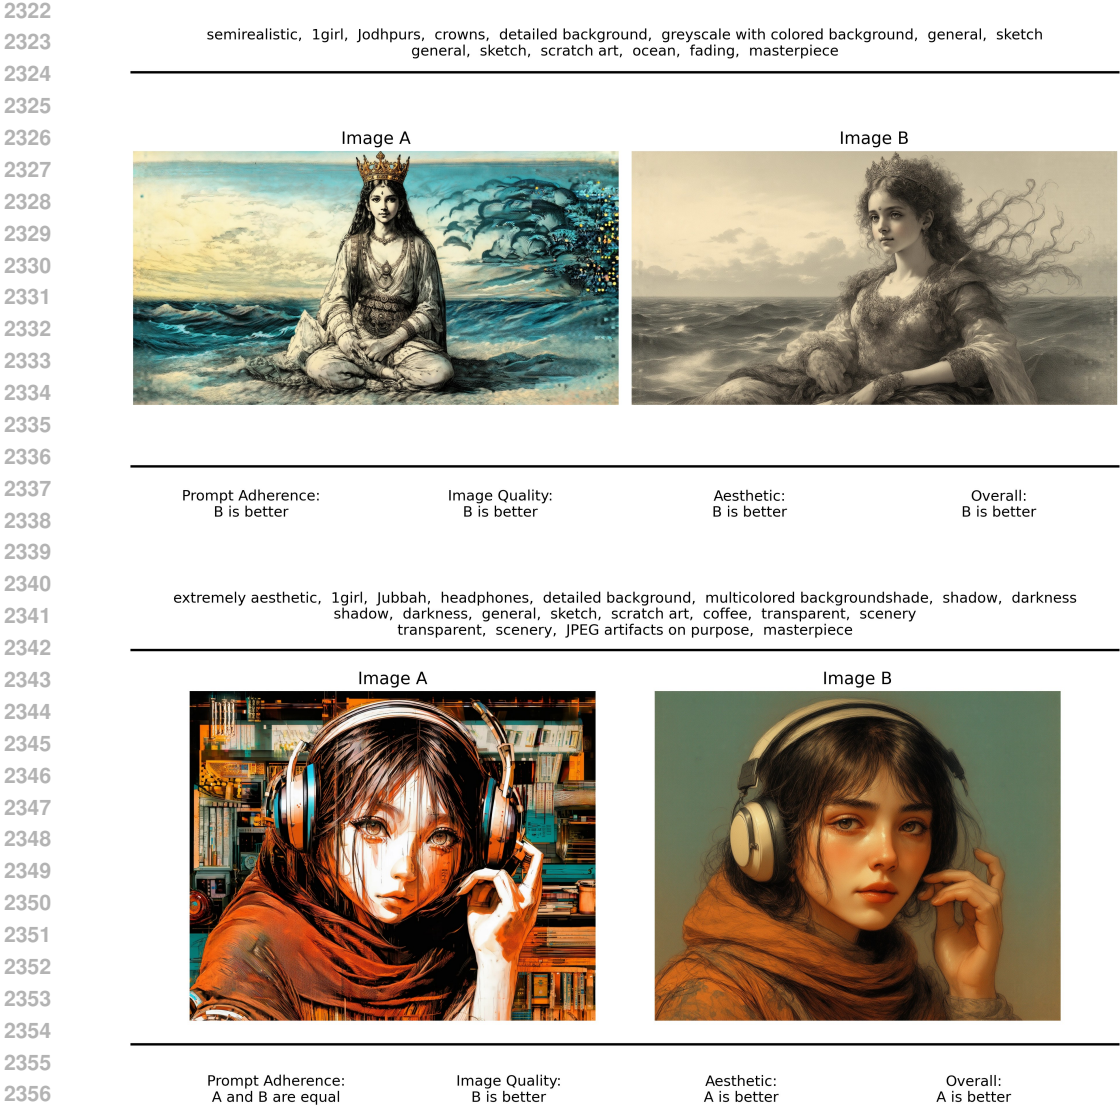 2322
2323
2324
2325
2326
2327
2328
2329
2330
2331
2332
2333
2334
2335
2336
2337
2338
2339
2340
2341
2342
2343
2344
2345
2346
2347
2348
2349
2350
2351
2352
2353
2354
2355
2356
semirealistic, 1girl, Jodhpurs, crowns, detailed background, greyscale with colored background, general, sketch
general, sketch, scratch art, ocean, fading, masterpiece
Image A
Image B
Prompt Adherence:
B is better
Image Quality:
B is better
Aesthetic:
B is better
Overall:
B is better
extremely aesthetic, 1girl, Jubbah, headphones, detailed background, multicolored backgroundshade, shadow, darkness
shadow, darkness, general, sketch, scratch art, coffee, transparent, scenery
transparent, scenery, JPEG artifacts on purpose, masterpiece
Image A
Image B
Prompt Adherence:
A and B are equal
Image Quality:
B is better
Aesthetic:
A is better
Overall:
A is better